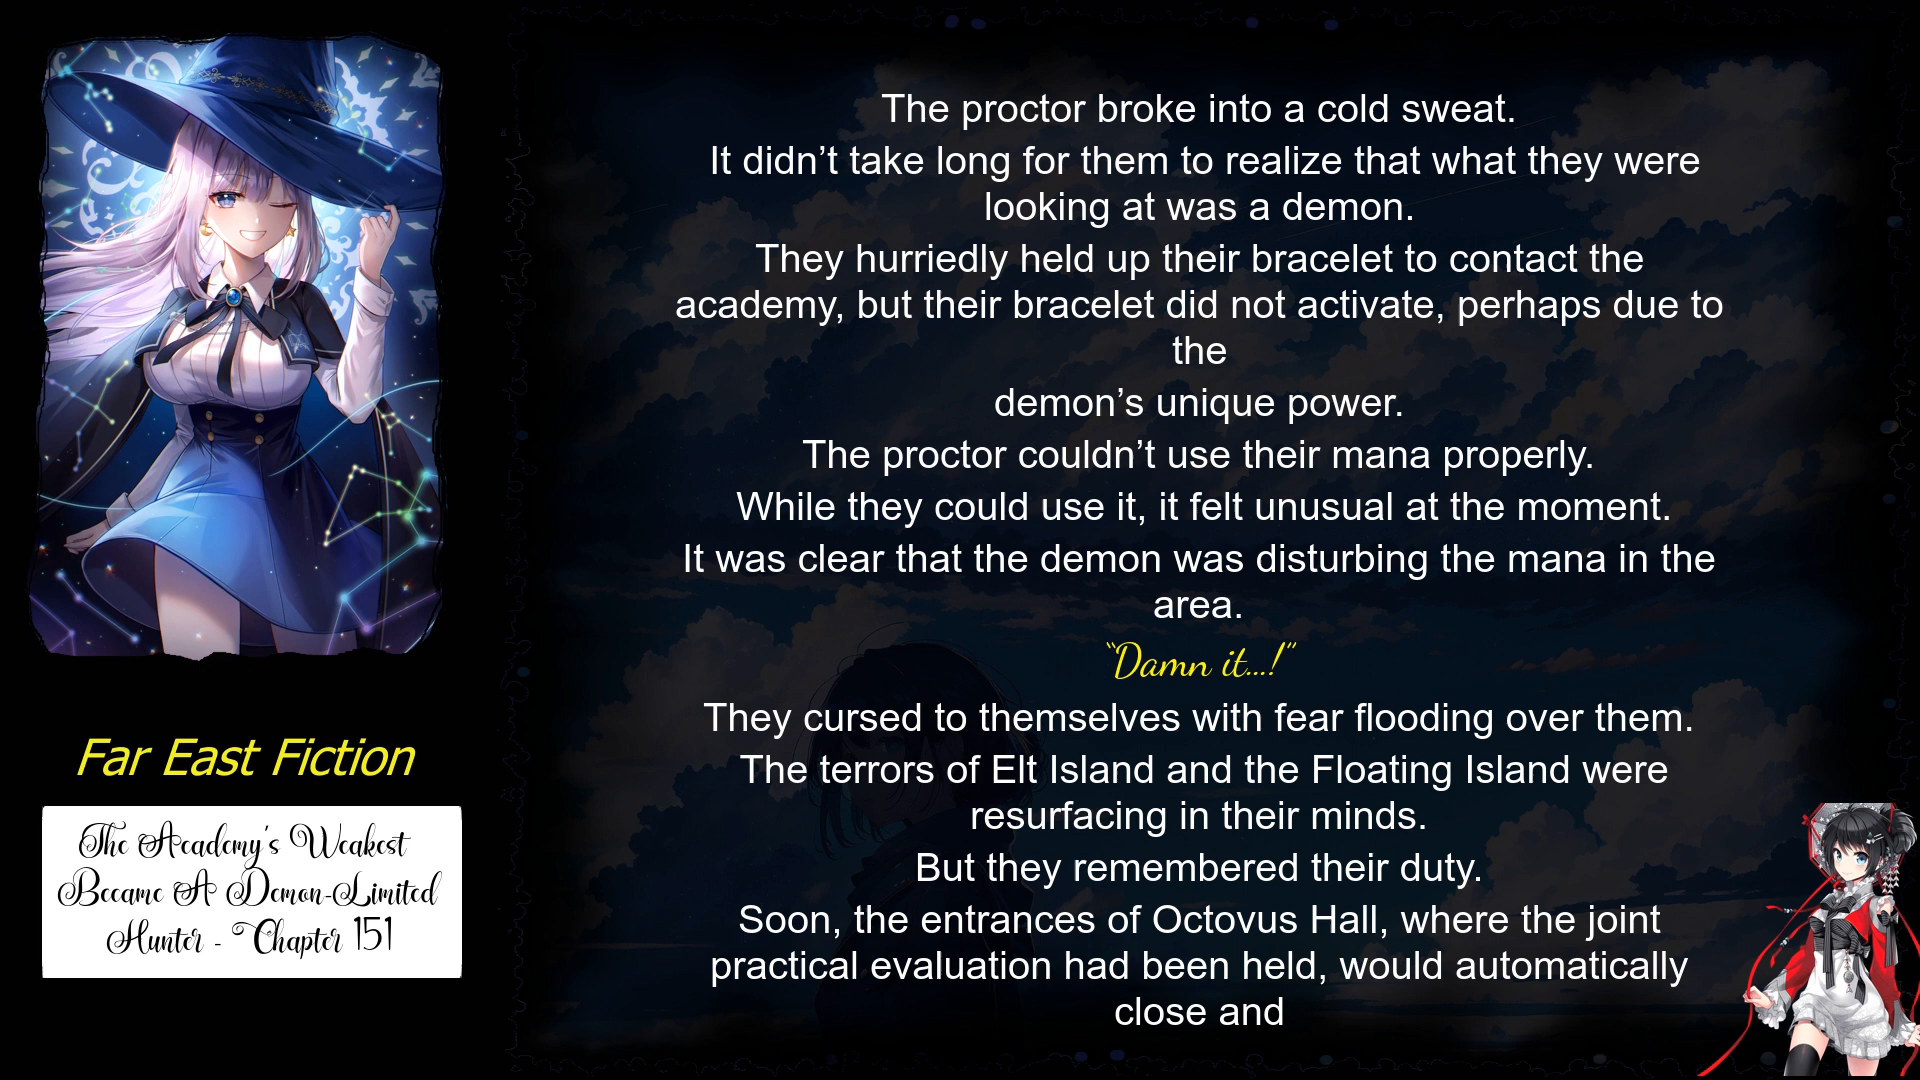 The proctor broke into a cold sweat.
It didn’t take long for them to realize that what they were
looking at was a demon.
They hurriedly held up their bracelet to contact the
academy, but their bracelet did not activate, perhaps due to
the
demon’s unique power.
The proctor couldn’t use their mana properly.
While they could use it, it felt unusual at the moment.
It was clear that the demon was disturbing the mana in the
area.
“Damn it...!”
They cursed to themselves with fear flooding over them.
The terrors of Elt Island and the Floating Island were
resurfacing in their minds.
But they remembered their duty.
Soon, the entrances of Octovus Hall, where the joint
practical evaluation had been held, would automatically
close and
Far East Fiction
The Academy's Weakest
Became A Demon-Limited
Hunter - Chapter 151